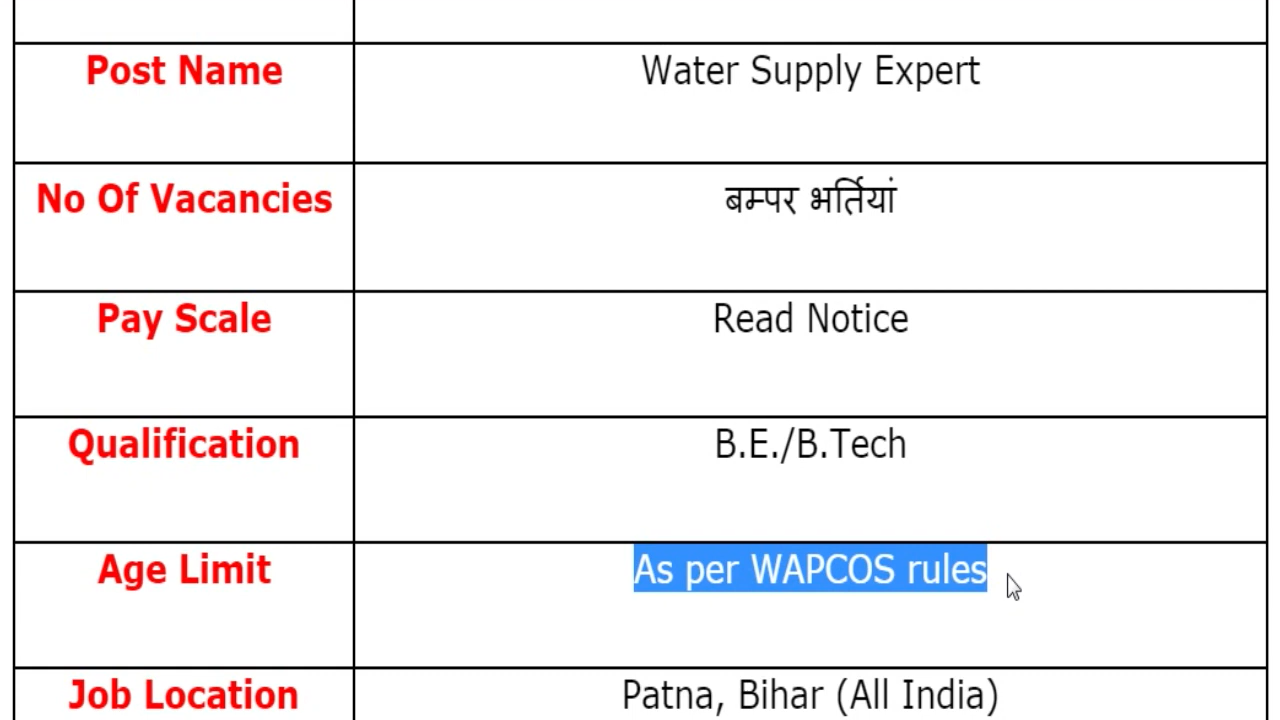 Post Name Water Supply Expert
No Of Vacancies बम्पर भर्तियां
Pay Scale Read Notice
Qualification B.E./B.Tech
Age Limit As per WAPCOS rules
Job Location Patna, Bihar (All India)